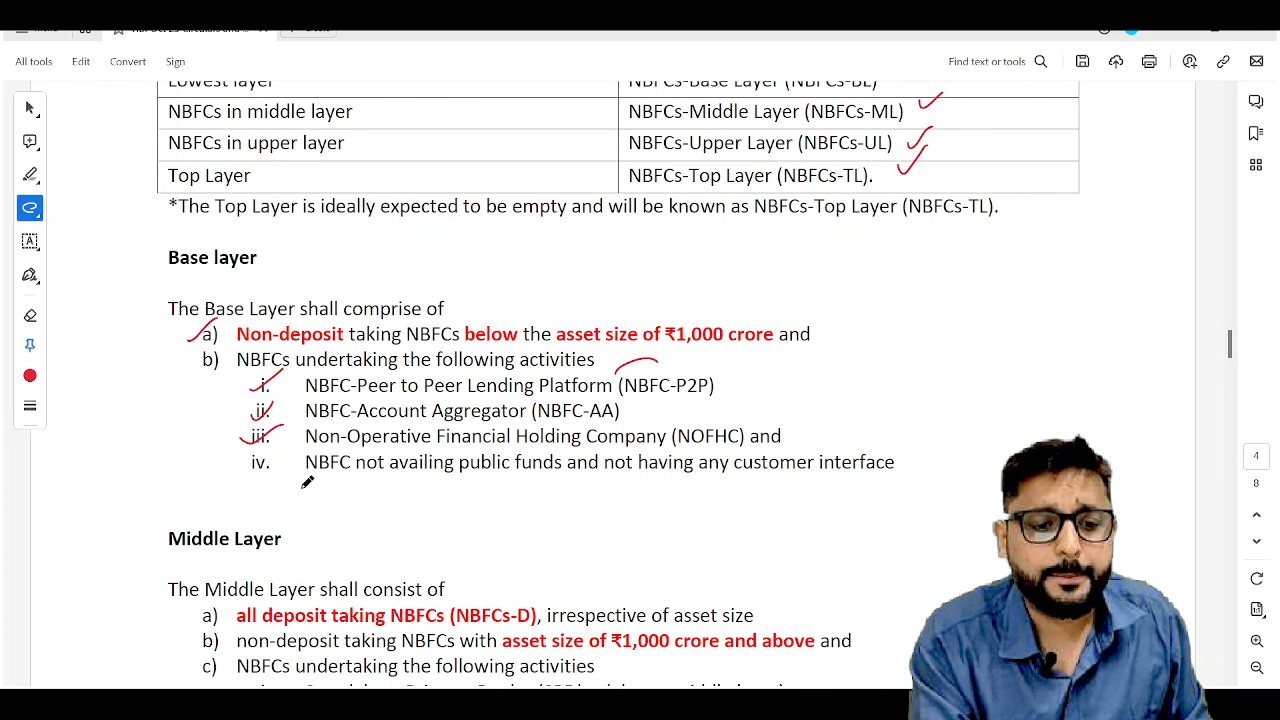 All tools Edit Convert Sign Find text or tools
Lowest layer NBFCs-Base Layer (NBFCs-BL)
NBFCs in middle layer NBFCs-Middle Layer (NBFCs-ML)
NBFCs in upper layer NBFCs-Upper Layer (NBFCs-UL)
Top Layer NBFCs-Top Layer (NBFCs-TL).
*The Top Layer is ideally expected to be empty and will be known as NBFCs-Top Layer (NBFCs-TL).
Base layer
The Base Layer shall comprise of
a) Non-deposit taking NBFCs below the asset size of ₹1,000 crore and
b) NBFCs undertaking the following activities
i. NBFC-Peer to Peer Lending Platform (NBFC-P2P)
ii. NBFC-Account Aggregator (NBFC-AA)
iii. Non-Operative Financial Holding Company (NOFHC) and
iv. NBFC not availing public funds and not having any customer interface
4
8
Middle Layer
The Middle Layer shall consist of
a) all deposit taking NBFCs (NBFCs-D), irrespective of asset size
b) non-deposit taking NBFCs with asset size of ₹1,000 crore and above and
c) NBFCs undertaking the following activities